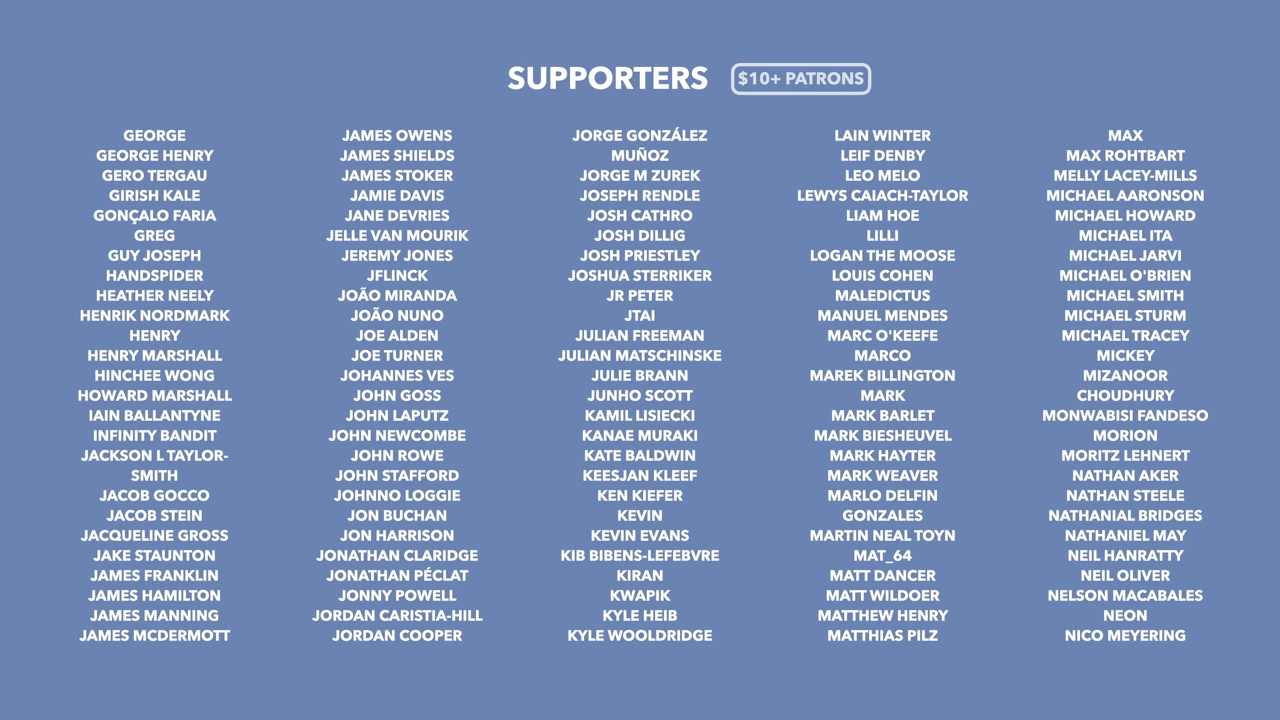 SUPPORTERS $10+ PATRONS
GEORGE
GEORGE HENRY
GERO TERGAU
GIRISH KALE
GONÇALO FARIA
GREG
GUY JOSEPH
HANDSPIDER
HEATHER NEELY
HENRIK NORDMARK
HENRY
HENRY MARSHALL
HINCHEE WONG
HOWARD MARSHALL
IAIN BALLANTYNE
INFINITY BANDIT
JACKSON L TAYLOR-
SMITH
JACOB GOCCO
JACOB STEIN
JACQUELINE GROSS
JAKE STAUNTON
JAMES FRANKLIN
JAMES HAMILTON
JAMES MANNING
JAMES MCDERMOTT
JAMES OWENS
JAMES SHIELDS
JAMES STOKER
JAMIE DAVIS
JANE DEVRIES
JELLE VAN MOURIK
JEREMY JONES
JFLINCK
JOÃO MIRANDA
JOÃO NUNO
JOE ALDEN
JOE TURNER
JOHANNES VES
JOHN GOSS
JOHN LAPUTZ
JOHN NEWCOMBE
JOHN ROWE
JOHN STAFFORD
JOHNNO LOGGIE
JON BUCHAN
JON HARRISON
JONATHAN CLARIDGE
JONATHAN PÉCLAT
JONNY POWELL
JORDAN CARISTIA-HILL
JORDAN COOPER
JORGE GONZÁLEZ
MUÑOZ
JORGE M ZUREK
JOSEPH RENDLE
JOSH CATHRO
JOSH DILLIG
JOSH PRIESTLEY
JOSHUA STERRIKER
JR PETER
JTAI
JULIAN FREEMAN
JULIAN MATSCHINSKE
JULIE BRANN
JUNHO SCOTT
KAMIL LISIECKI
KANAE MURAKI
KATE BALDWIN
KEESJAN KLEEF
KEN KIEFER
KEVIN
KEVIN EVANS
KIB BIBENS-LEFEBVRE
KIRAN
KWAPIK
KYLE HEIB
KYLE WOOLDRIDGE
LAIN WINTER
LEIF DENBY
LEO MELO
LEWYS CAIACH-TAYLOR
LIAM HOE
LILLI
LOGAN THE MOOSE
LOUIS COHEN
MALEDICTUS
MANUEL MENDES
MARC O'KEEFE
MARCO
MAREK BILLINGTON
MARK
MARK BARLET
MARK BIESHEUVEL
MARK HAYTER
MARK WEAVER
MARLO DELFIN
GONZALES
MARTIN NEAL TOYN
MAT_64
MATT DANCER
MATT WILDOER
MATTHEW HENRY
MATTHIAS PILZ
MAX
MAX ROHTBART
MELLY LACEY-MILLS
MICHAEL AARONSON
MICHAEL HOWARD
MICHAEL ITA
MICHAEL JARVI
MICHAEL O'BRIEN
MICHAEL SMITH
MICHAEL STURM
MICHAEL TRACEY
MICKEY
MIZANOOR
CHOUDHURY
MONWABISI FANDESO
MORION
MORITZ LEHNERT
NATHAN AKER
NATHAN STEELE
NATHANIAL BRIDGES
NATHANIEL MAY
NEIL HANRATTY
NEIL OLIVER
NELSON MACABALES
NEON
NICO MEYERING